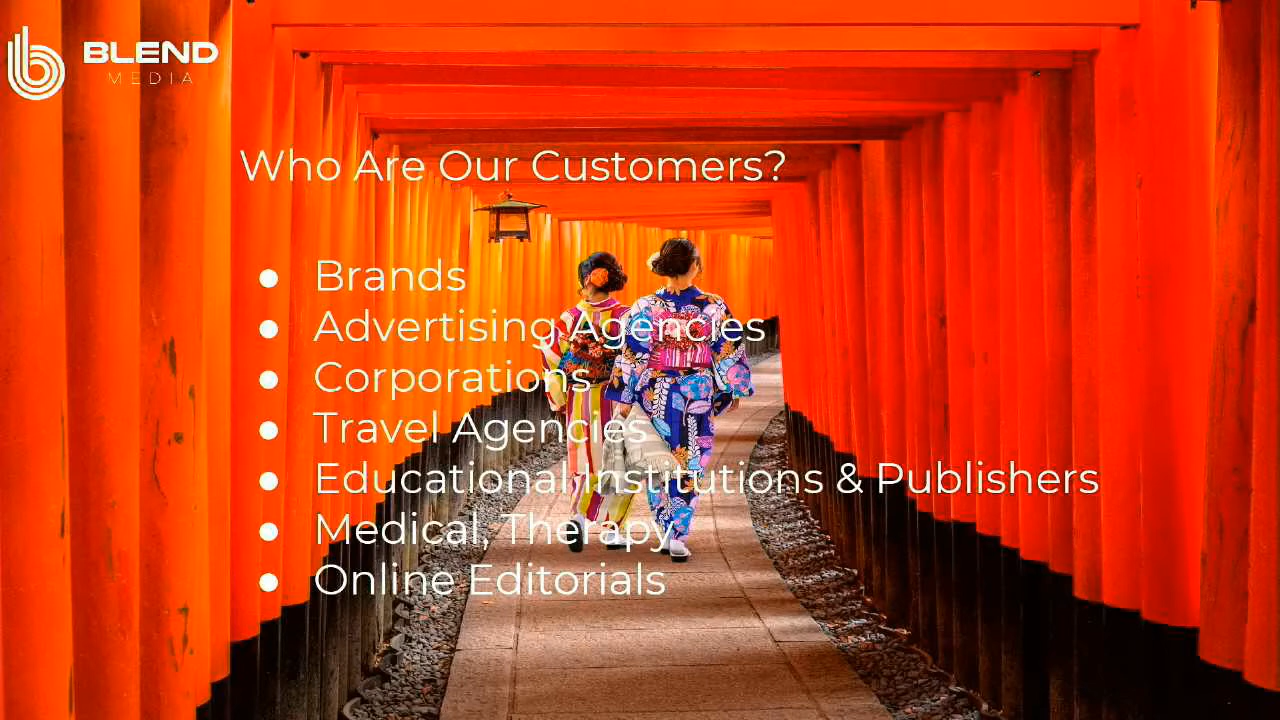 BLEND
MEDIA
Who Are Our Customers?
● Brands
● Advertising Agencies
● Corporations
● Travel Agencies
● Educational Institutions & Publishers
● Medical, Therapy
● Online Editorials